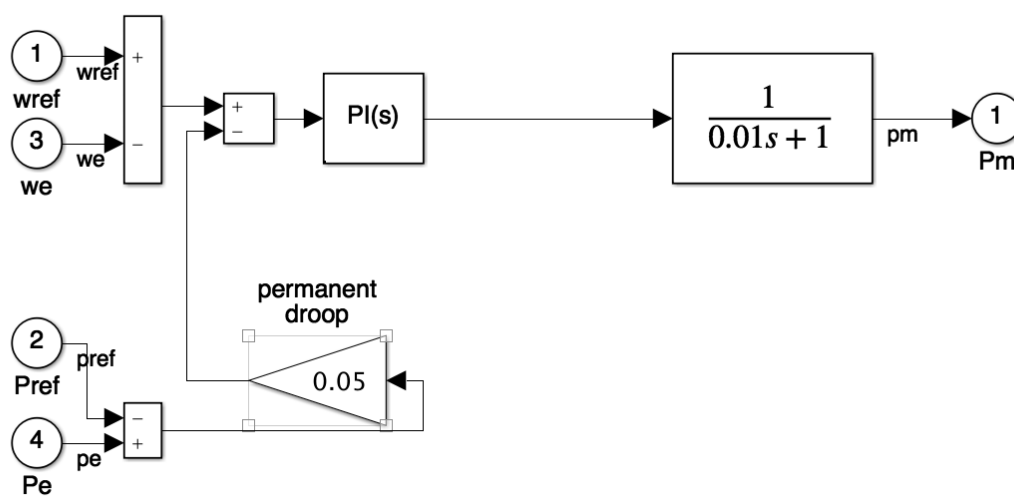 1
wref
wref
+
3
we
we
−
+
−
PI(s)
1
0.01s + 1
pm
1
Pm
permanent
droop
0.05
2
pref
Pref
−
+
4
pe
Pe